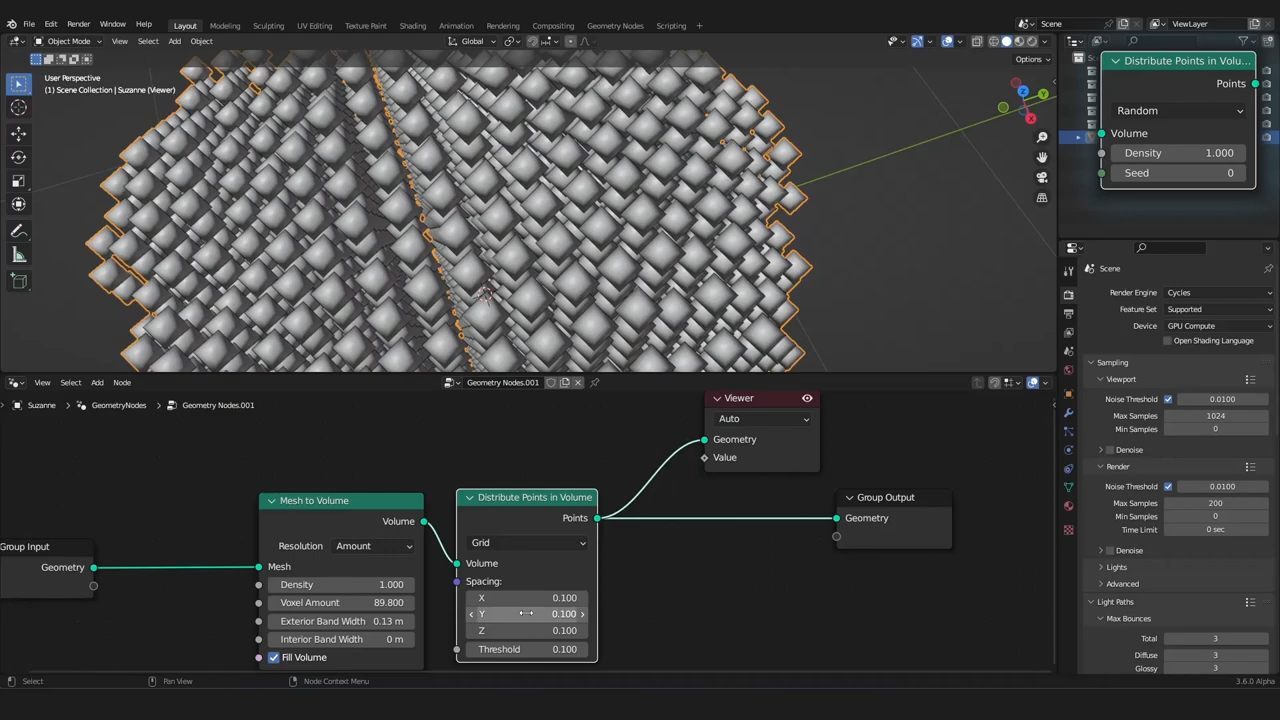 File Edit Render Window Help Layout Modeling Sculpting UV Editing Texture Paint Shading Animation Rendering Compositing Geometry Nodes Scripting + Scene ViewLayer
Object Mode View Select Add Object Global
Options
User Perspective
(1) Scene Collection | Suzanne (Viewer)
Z
Y
X
Distribute Points in Volu...
Points
Random
Volume
Density 1.000
Seed 0
Scene
Render Engine Cycles
Feature Set Supported
Device GPU Compute
Open Shading Language
Sampling
Viewport
Noise Threshold 0.0100
Max Samples 1024
Min Samples 0
Denoise
Render
Noise Threshold 0.0100
Max Samples 200
Min Samples 0
Time Limit 0 sec
Denoise
Lights
Advanced
Light Paths
Max Bounces
Total 3
Diffuse 3
Glossy 3
View Select Add Node Geometry Nodes.001
Suzanne > GeometryNodes > Geometry Nodes.001
Group Input
Geometry
Mesh to Volume
Volume
Resolution Amount
Mesh
Density 1.000
Voxel Amount 89.800
Exterior Band Width 0.13 m
Interior Band Width 0 m
Fill Volume
Distribute Points in Volume
Points
Grid
Volume
Spacing:
X 0.100
Y 0.100
Z 0.100
Threshold 0.100
Viewer
Auto
Geometry
Value
Group Output
Geometry
Select Pan View Node Context Menu 3.6.0 Alpha